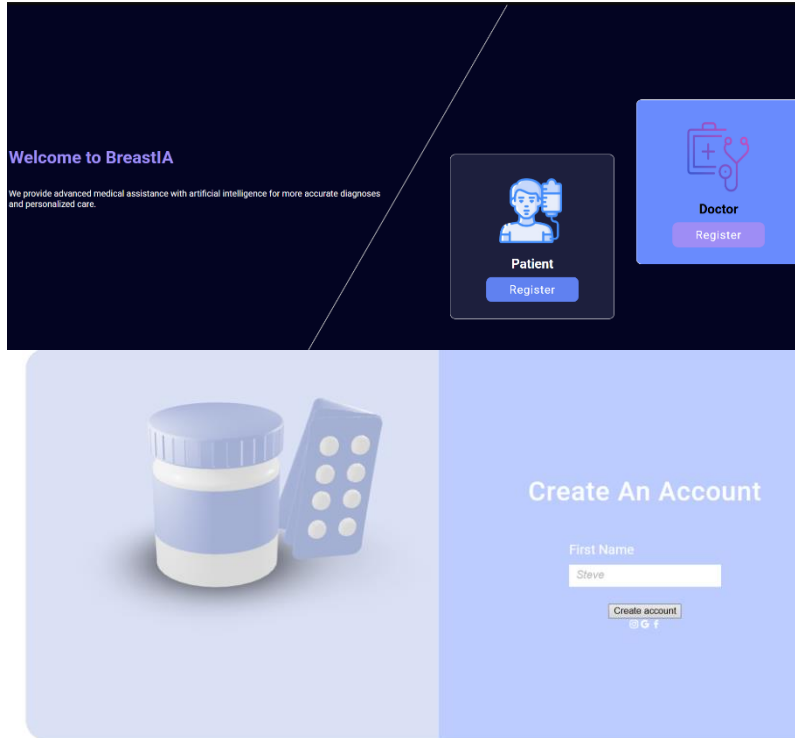 Welcome to BreastIA
We provide advanced medical assistance with artificial intelligence for more accurate diagnoses
and personalized care.
Patient
Register
Doctor
Register
Create An Account
First Name
Steve
Create account